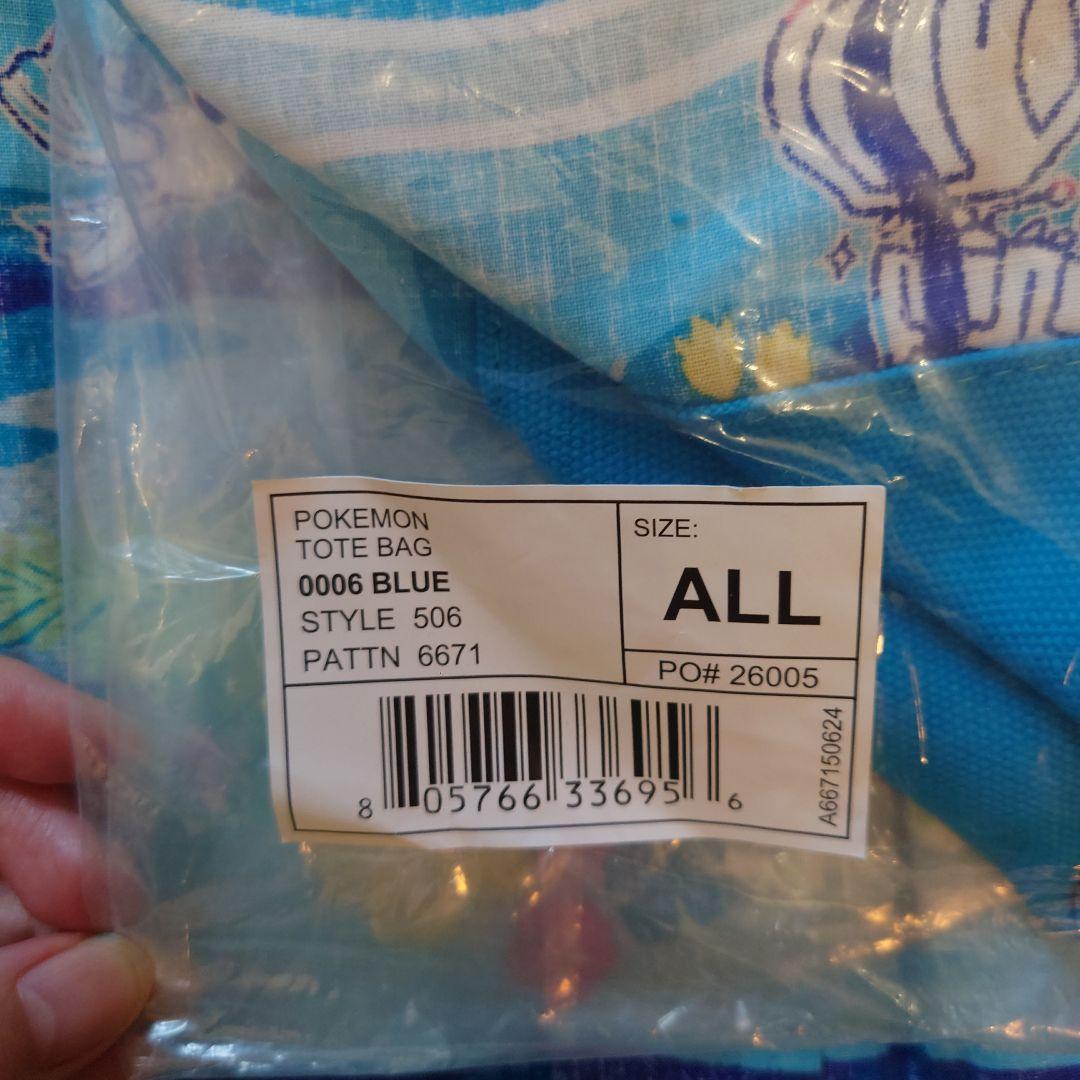 POKEMON
TOTE BAG
0006 BLUE
STYLE 506
PATTN 6671
SIZE:
ALL
PO# 26005
8 05766 33695 6
A667150624